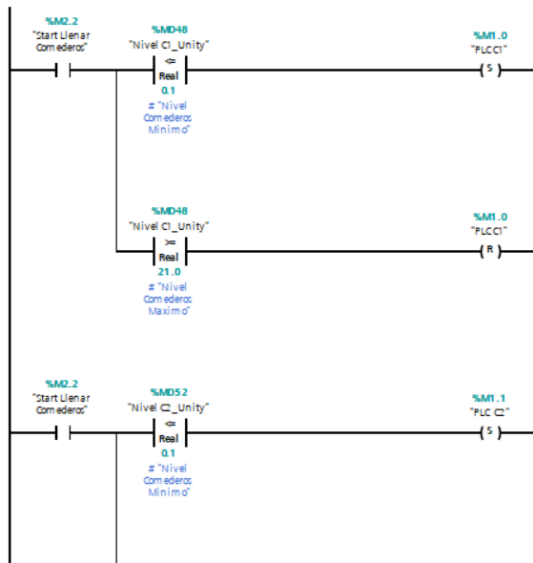 %M2.2
"Start Llenar
Comederos"
%MD48
"Nivel C1_Unity"
<=
Real
0.1
# "Nivel
Comederos
Minimo"
%M1.0
"PLCC1"
S
%MD48
"Nivel C1_Unity"
>=
Real
21.0
# "Nivel
Comederos
Maximo"
%M1.0
"PLCC1"
R
%M2.2
"Start Llenar
Comederos"
%MD52
"Nivel C2_Unity"
<=
Real
0.1
# "Nivel
Comederos
Minimo"
%M1.1
"PLC C2"
S